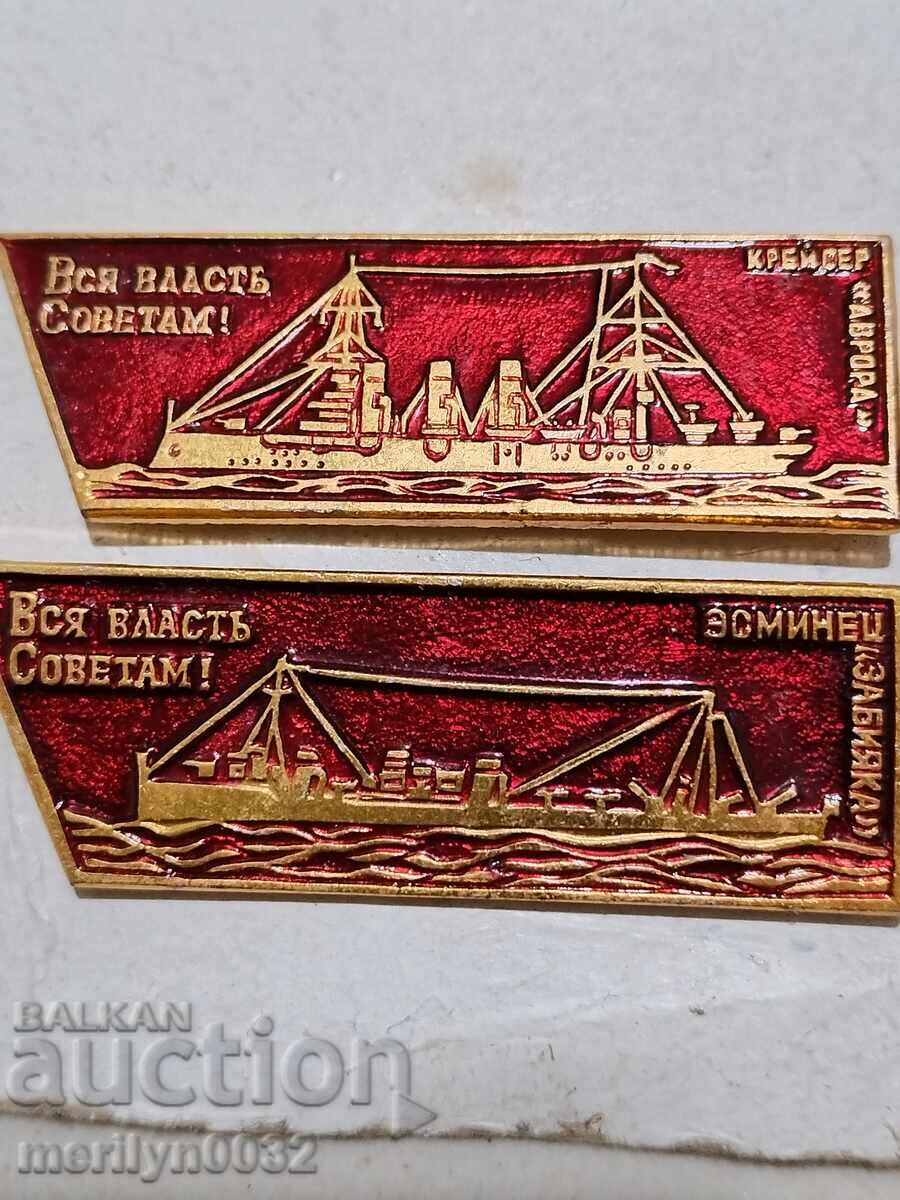 Вся власть
Советам!
Крейсер
«Аврора»
Вся власть
Советам!
Эсминец
«Забияка»
BALKAN
auction
merilyn0032